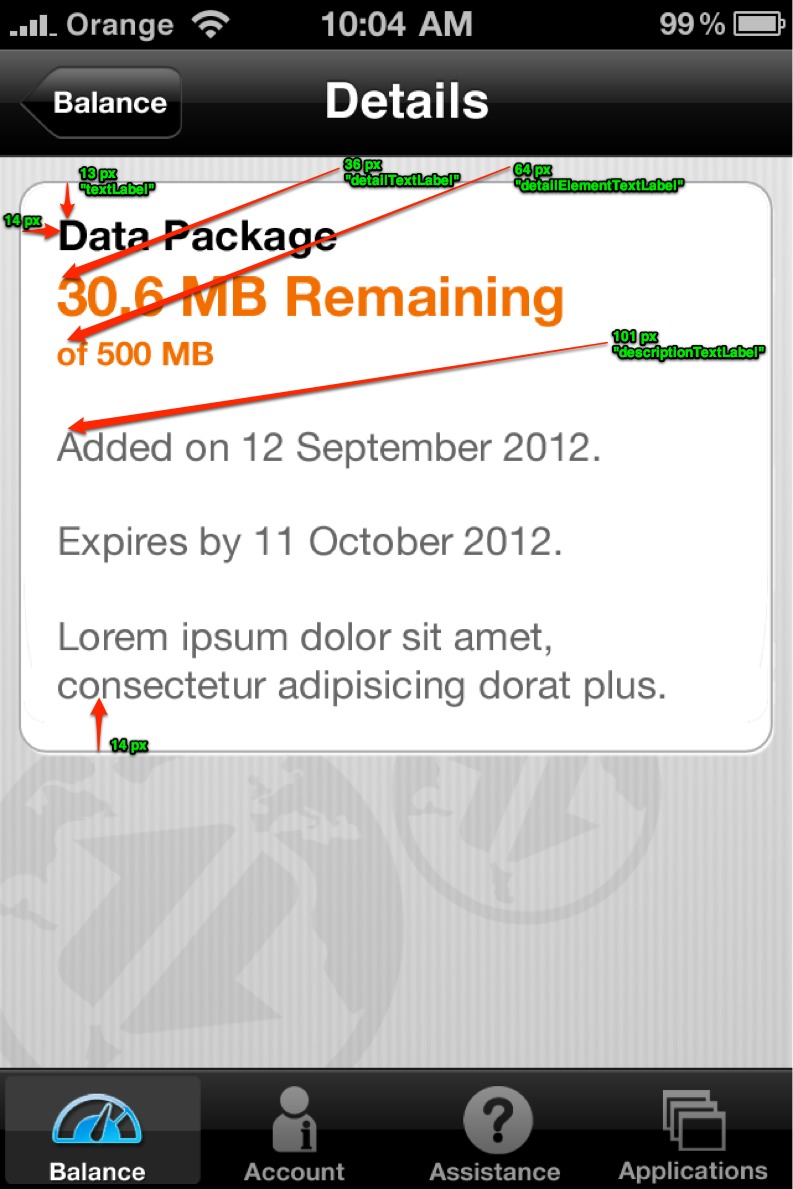 Orange 10:04 AM 99%
Balance Details
13 px 36 px 64 px
"textLabel" "detailTextLabel" "detailElementTextLabel"
14 px
Data Package
30.6 MB Remaining
101 px
"descriptionTextLabel"
of 500 MB
Added on 12 September 2012.
Expires by 11 October 2012.
Lorem ipsum dolor sit amet,
consectetur adipisicing dorat plus.
14 px
Balance Account Assistance Applications